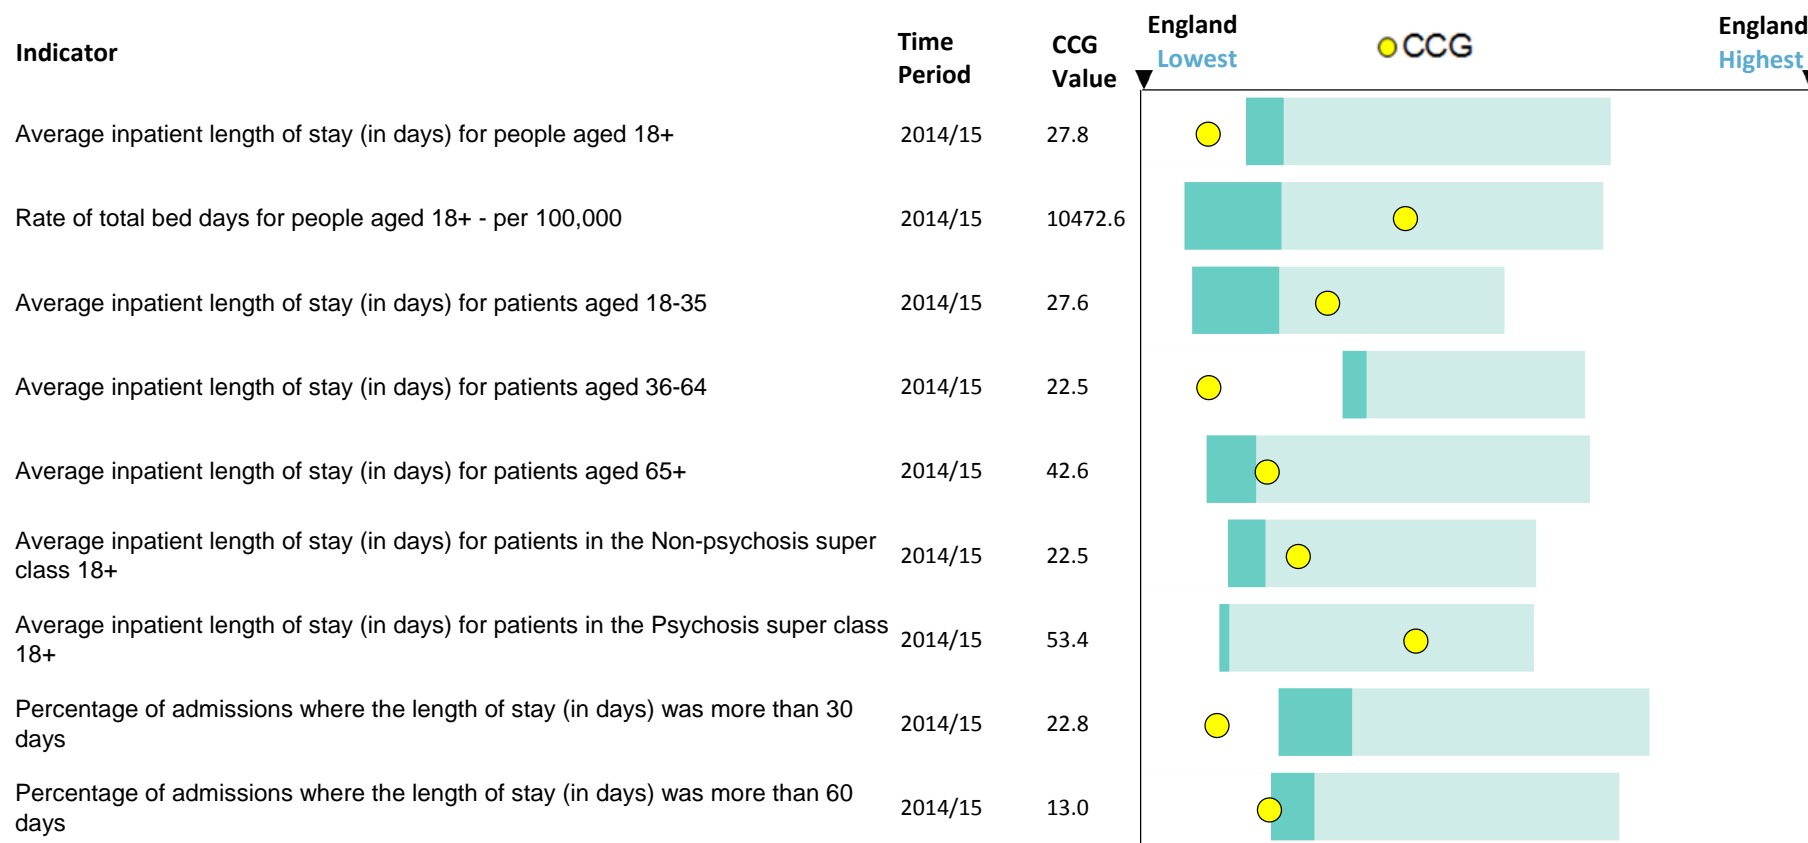 Indicator
Time
Period
CCG
Value
England
Lowest
CCG
England
Highest
Average inpatient length of stay (in days) for people aged 18+ 2014/15 27.8
Rate of total bed days for people aged 18+ - per 100,000 2014/15 10472.6
Average inpatient length of stay (in days) for patients aged 18-35 2014/15 27.6
Average inpatient length of stay (in days) for patients aged 36-64 2014/15 22.5
Average inpatient length of stay (in days) for patients aged 65+ 2014/15 42.6
Average inpatient length of stay (in days) for patients in the Non-psychosis super
class 18+
2014/15 22.5
Average inpatient length of stay (in days) for patients in the Psychosis super class
18+
2014/15 53.4
Percentage of admissions where the length of stay (in days) was more than 30
days
2014/15 22.8
Percentage of admissions where the length of stay (in days) was more than 60
days
2014/15 13.0